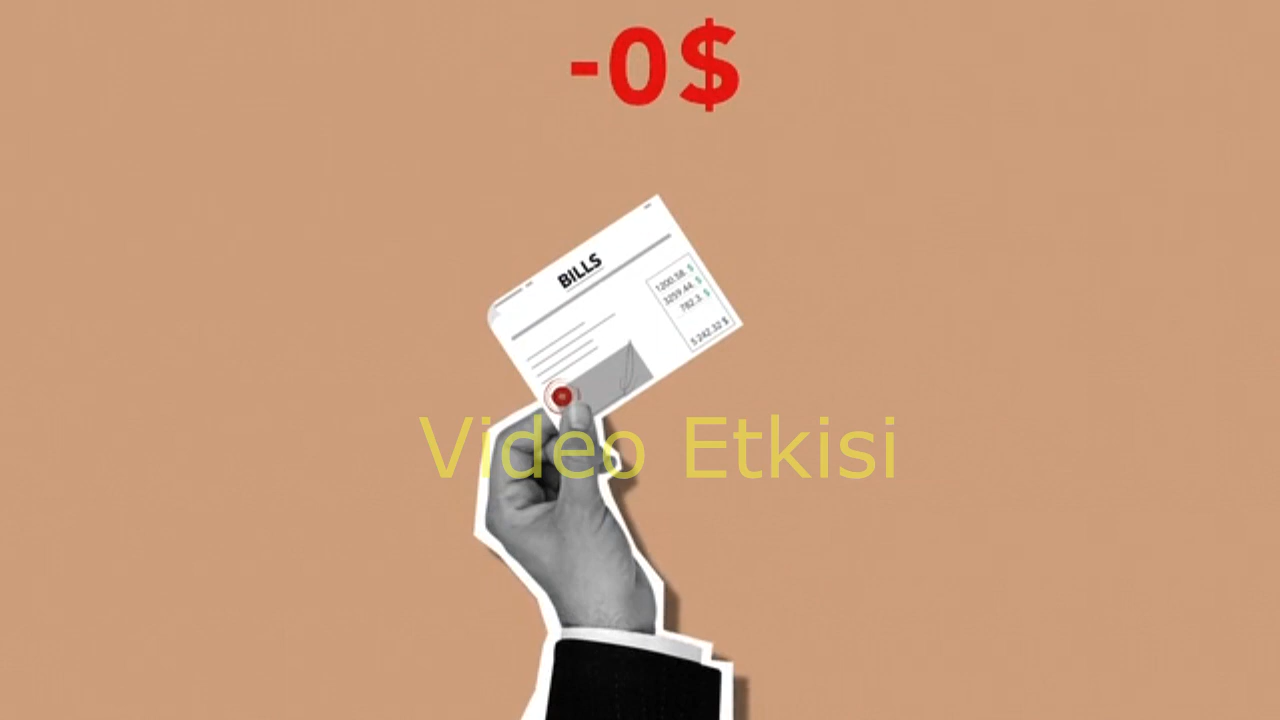 -0$
BILLS
1200.58. $
3259.44. $
782.3. $
5 242.32 $
Video Etkisi